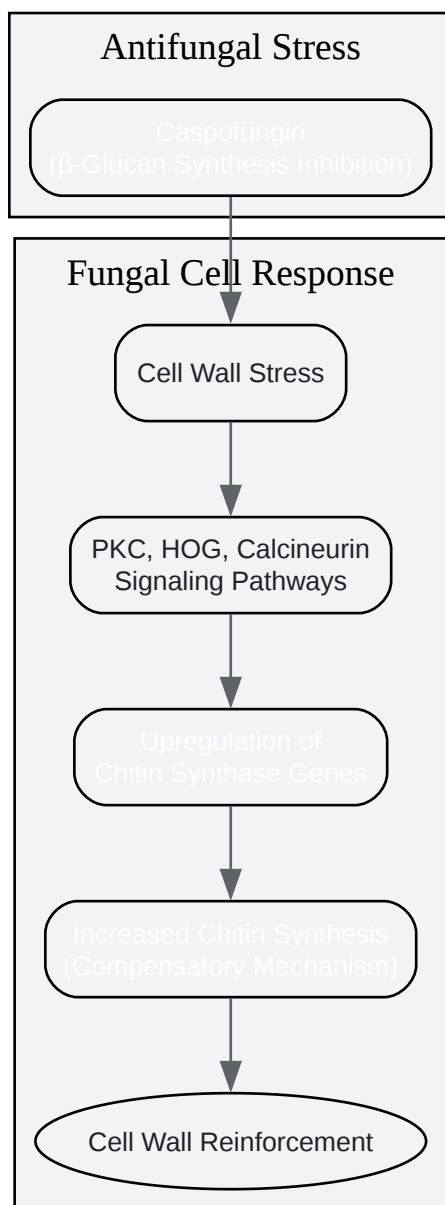 Antifungal Stress
Caspofungin
(β-Glucan Synthesis Inhibition)
Fungal Cell Response
Cell Wall Stress
PKC, HOG, Calcineurin
Signaling Pathways
Upregulation of
Chitin Synthase Genes
Increased Chitin Synthesis
(Compensatory Mechanism)
Cell Wall Reinforcement